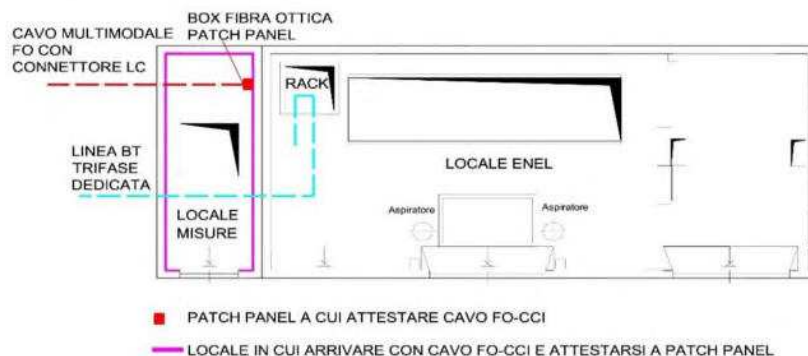 BOX FIBRA OTTICA
PATCH PANEL
CAVO MULTIMODALE
FO CON
CONNETTORE LC
RACK
LINEA BT
TRIFASE
DEDICATA
LOCALE ENEL
LOCALE
MISURE
Aspiratore
Aspiratore
PATCH PANEL A CUI ATTESTARE CAVO FO-CCI
LOCALE IN CUI ARRIVARE CON CAVO FO-CCI E ATTESTARSI A PATCH PANEL